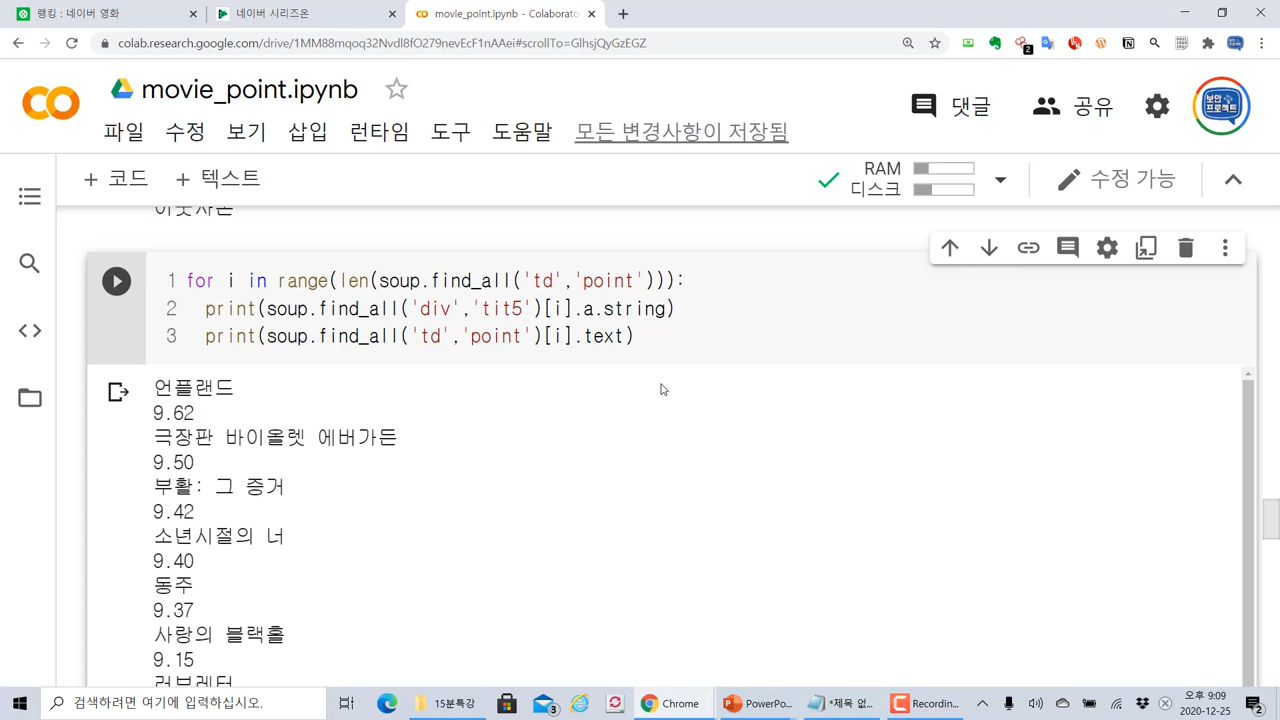 랭킹 : 네이버 영화
네이버 시리즈온
movie_point.ipynb - Colaborato
colab.research.google.com/drive/1MM88mqoq32Nvdl8fO279nevEcF1nAAei#scrollTo=GlhsjQyGzEGZ
movie_point.ipynb
댓글
공유
파일 수정 보기 삽입 런타임 도구 도움말 모든 변경사항이 저장됨
+ 코드 + 텍스트
RAM
디스크
수정 가능
이웃사촌
1 for i in range(len(soup.find_all('td','point'))):
2 print(soup.find_all('div','tit5')[i].a.string)
3 print(soup.find_all('td','point')[i].text)
언플랜드
9.62
극장판 바이올렛 에버가든
9.50
부활: 그 증거
9.42
소년시절의 너
9.40
동주
9.37
사랑의 블랙홀
9.15
러브레터
검색하려면 여기에 입력하십시오.
15분특강
Chrome
PowerPo...
*제목 없...
Recordin...
오후 9:09
2020-12-25